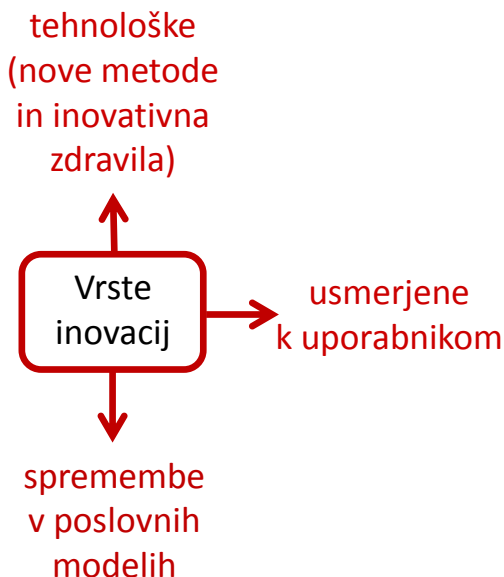 tehnološke
(nove metode
in inovativna
zdravila)
Vrste
inovacij
usmerjene
k uporabnikom
spremembe
v poslovnih
modelih